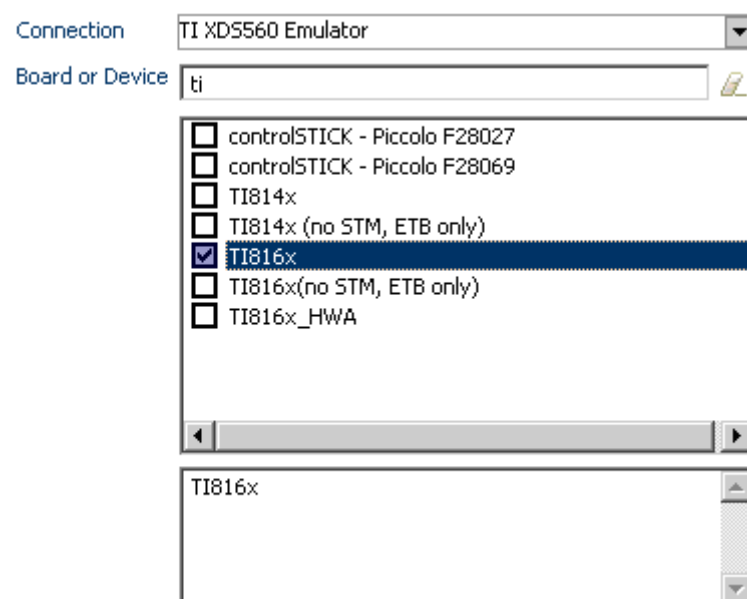 Connection TI XDS560 Emulator
Board or Device ti
controlSTICK - Piccolo F28027
controlSTICK - Piccolo F28069
TI814x
TI814x (no STM, ETB only)
TI816x
TI816x(no STM, ETB only)
TI816x_HWA
TI816x